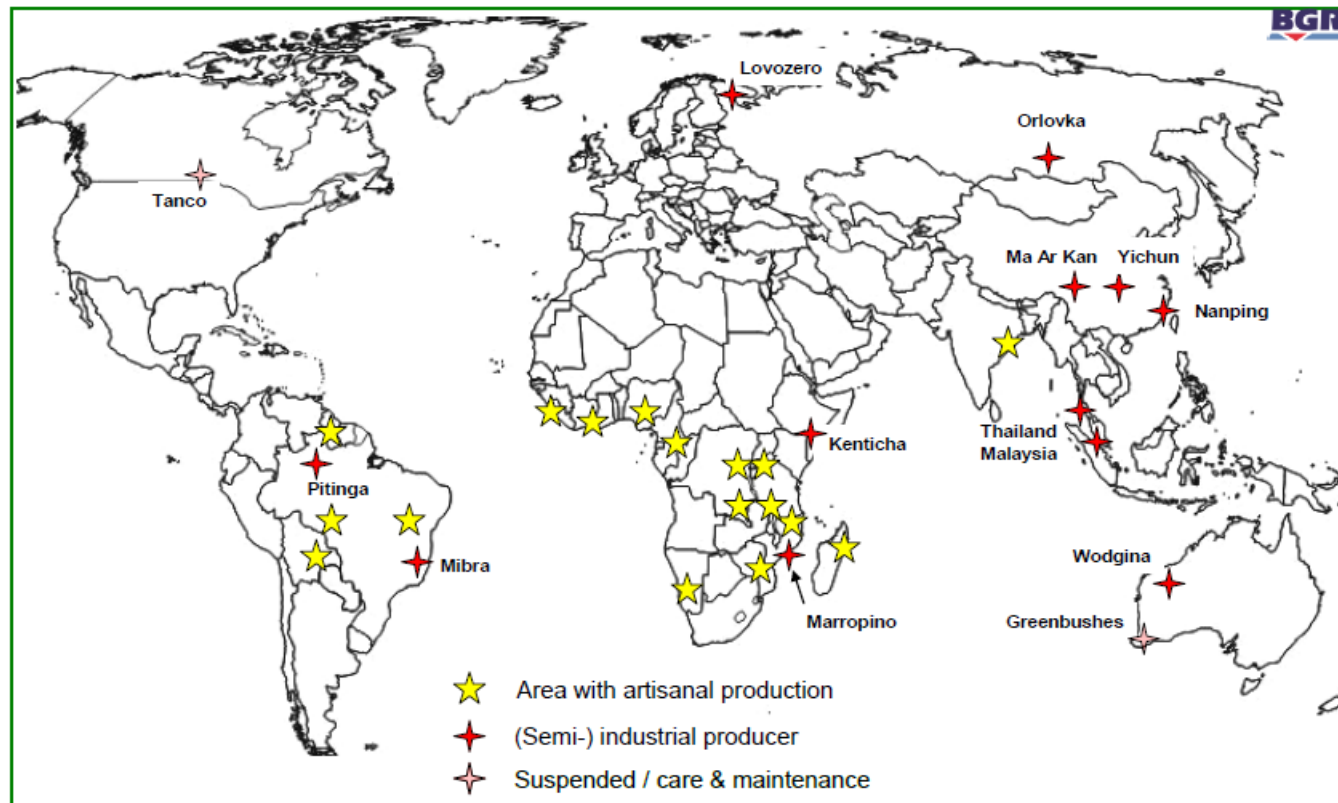 BGR
Lovozero
Orlovka
Tanco
Ma Ar Kan
Yichun
Nanping
Kenticha
Thailand
Malaysia
Pitinga
Mibra
Marropino
Wodgina
Greenbushes
Area with artisanal production
(Semi-) industrial producer
Suspended / care & maintenance